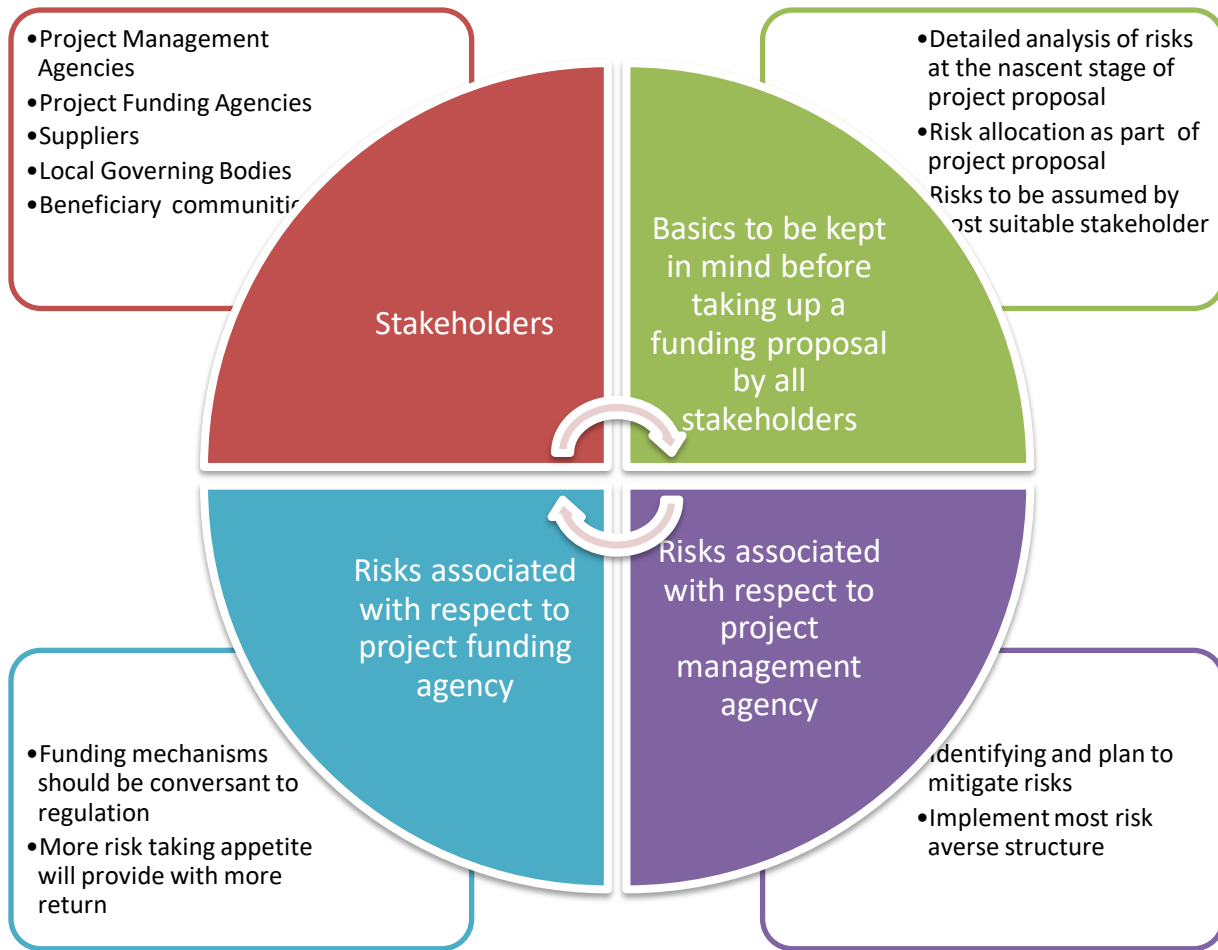 •Project Management
Agencies
•Project Funding Agencies
•Suppliers
•Local Governing Bodies
•Beneficiary communitie
•Detailed analysis of risks
at the nascent stage of
project proposal
•Risk allocation as part of
project proposal
Risks to be assumed by
most suitable stakeholder
Stakeholders
Basics to be kept
in mind before
taking up a
funding proposal
by all
stakeholders
Risks associated
with respect to
project funding
agency
Risks associated
with respect to
project
management
agency
•Funding mechanisms
should be conversant to
regulation
•More risk taking appetite
will provide with more
return
Identifying and plan to
mitigate risks
•Implement most risk
averse structure